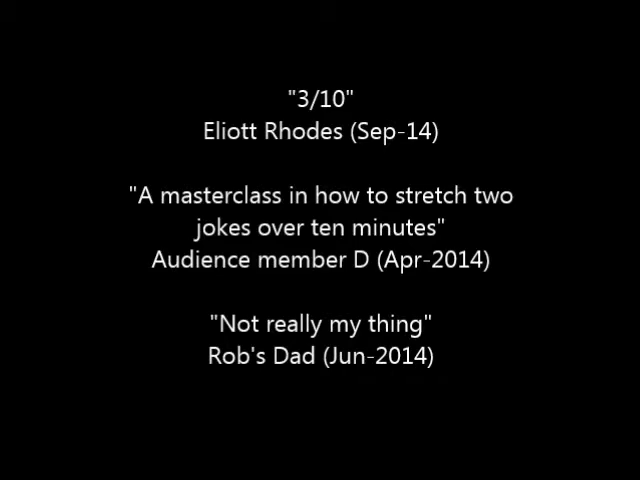 "3/10"
Eliott Rhodes (Sep-14)
"A masterclass in how to stretch two
jokes over ten minutes"
Audience member D (Apr-2014)
"Not really my thing"
Rob's Dad (Jun-2014)